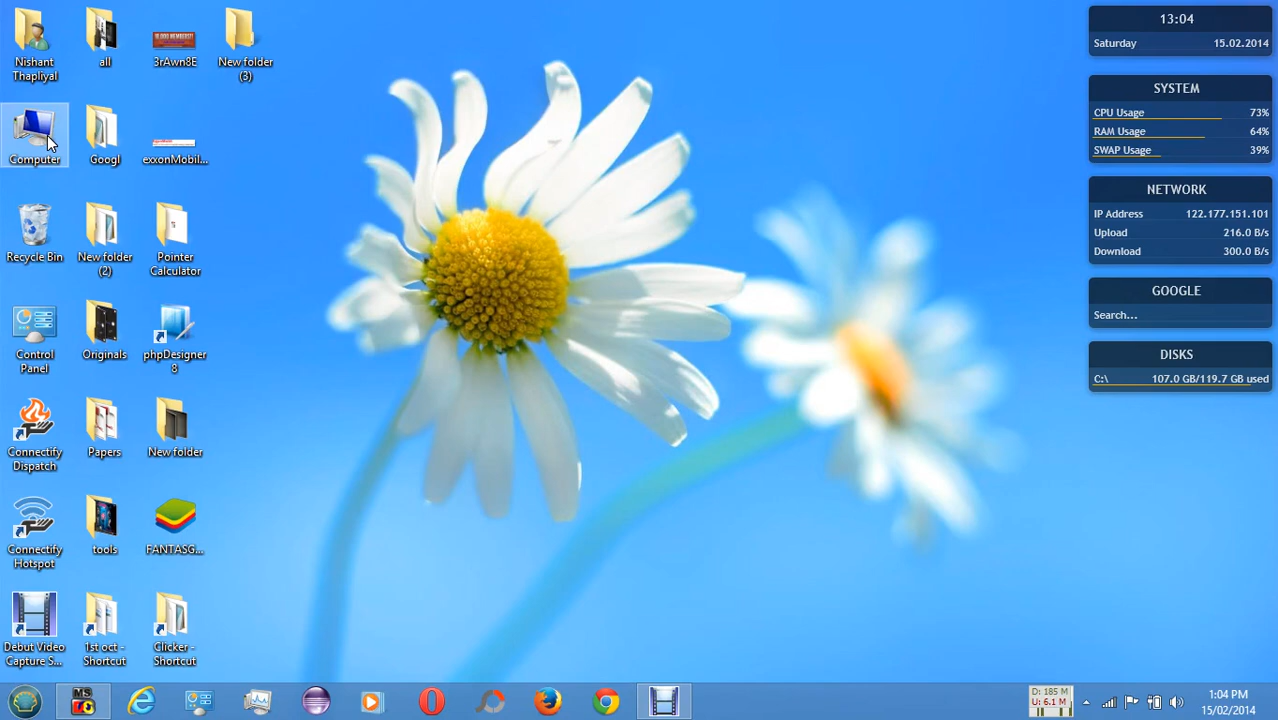 Nishant
Thapliyal
all
3rAwn8E
New folder
(3)
Computer
Googl
exxonMobil...
Recycle Bin
New folder
(2)
Pointer
Calculator
Control
Panel
Originals
phpDesigner
8
Connectify
Dispatch
Papers
New folder
Connectify
Hotspot
tools
FANTASG...
Debut Video
Capture S...
1st oct -
Shortcut
Clicker -
Shortcut
13:04
Saturday 15.02.2014
SYSTEM
CPU Usage 73%
RAM Usage 64%
SWAP Usage 39%
NETWORK
IP Address 122.177.151.101
Upload 216.0 B/s
Download 300.0 B/s
GOOGLE
Search...
DISKS
C:\ 107.0 GB/119.7 GB used
MS
D: 185 M
U: 6.1 M
1:04 PM
15/02/2014